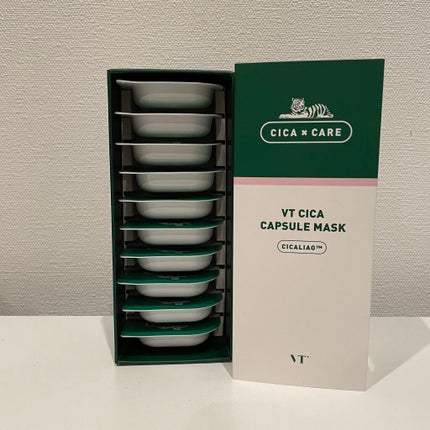 CICA × CARE
VT CICA
CAPSULE MASK
CICALIAO™
VT